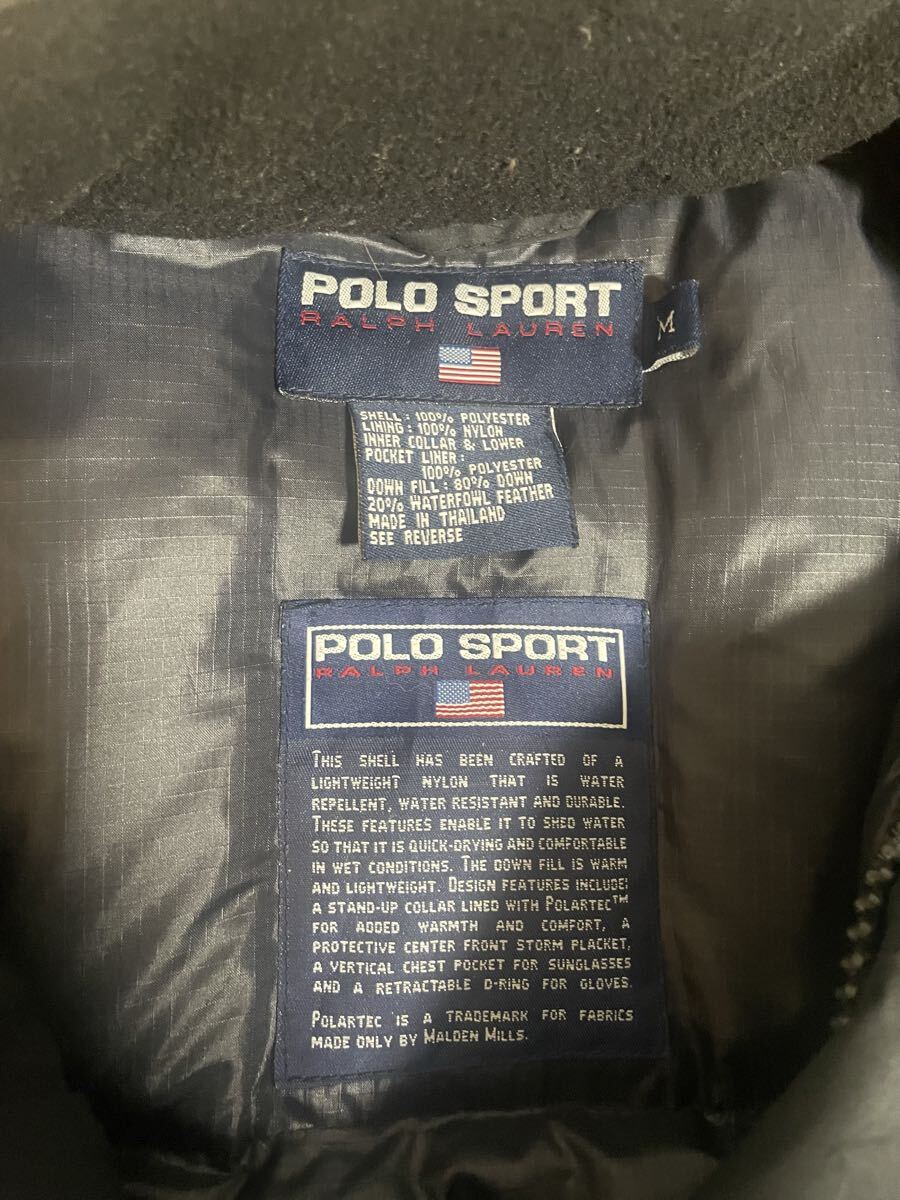 POLO SPORT
RALPH LAUREN
M
SHELL : 100% POLYESTER
LINING : 100% NYLON
INNER COLLAR & LOWER
POCKET LINER :
100% POLYESTER
DOWN FILL : 80% DOWN
20% WATERFOWL FEATHER
MADE IN THAILAND
SEE REVERSE
POLO SPORT
RALPH LAUREN
THIS SHELL HAS BEEN CRAFTED OF A
LIGHTWEIGHT NYLON THAT IS WATER
REPELLENT, WATER RESISTANT AND DURABLE.
THESE FEATURES ENABLE IT TO SHED WATER
SO THAT IT IS QUICK-DRYING AND COMFORTABLE
IN WET CONDITIONS. THE DOWN FILL IS WARM
AND LIGHTWEIGHT. DESIGN FEATURES INCLUDE:
A STAND-UP COLLAR LINED WITH POLARTEC™
FOR ADDED WARMTH AND COMFORT, A
PROTECTIVE CENTER FRONT STORM PLACKET,
A VERTICAL CHEST POCKET FOR SUNGLASSES
AND A RETRACTABLE D-RING FOR GLOVES.
POLARTEC IS A TRADEMARK FOR FABRICS
MADE ONLY BY MALDEN MILLS.